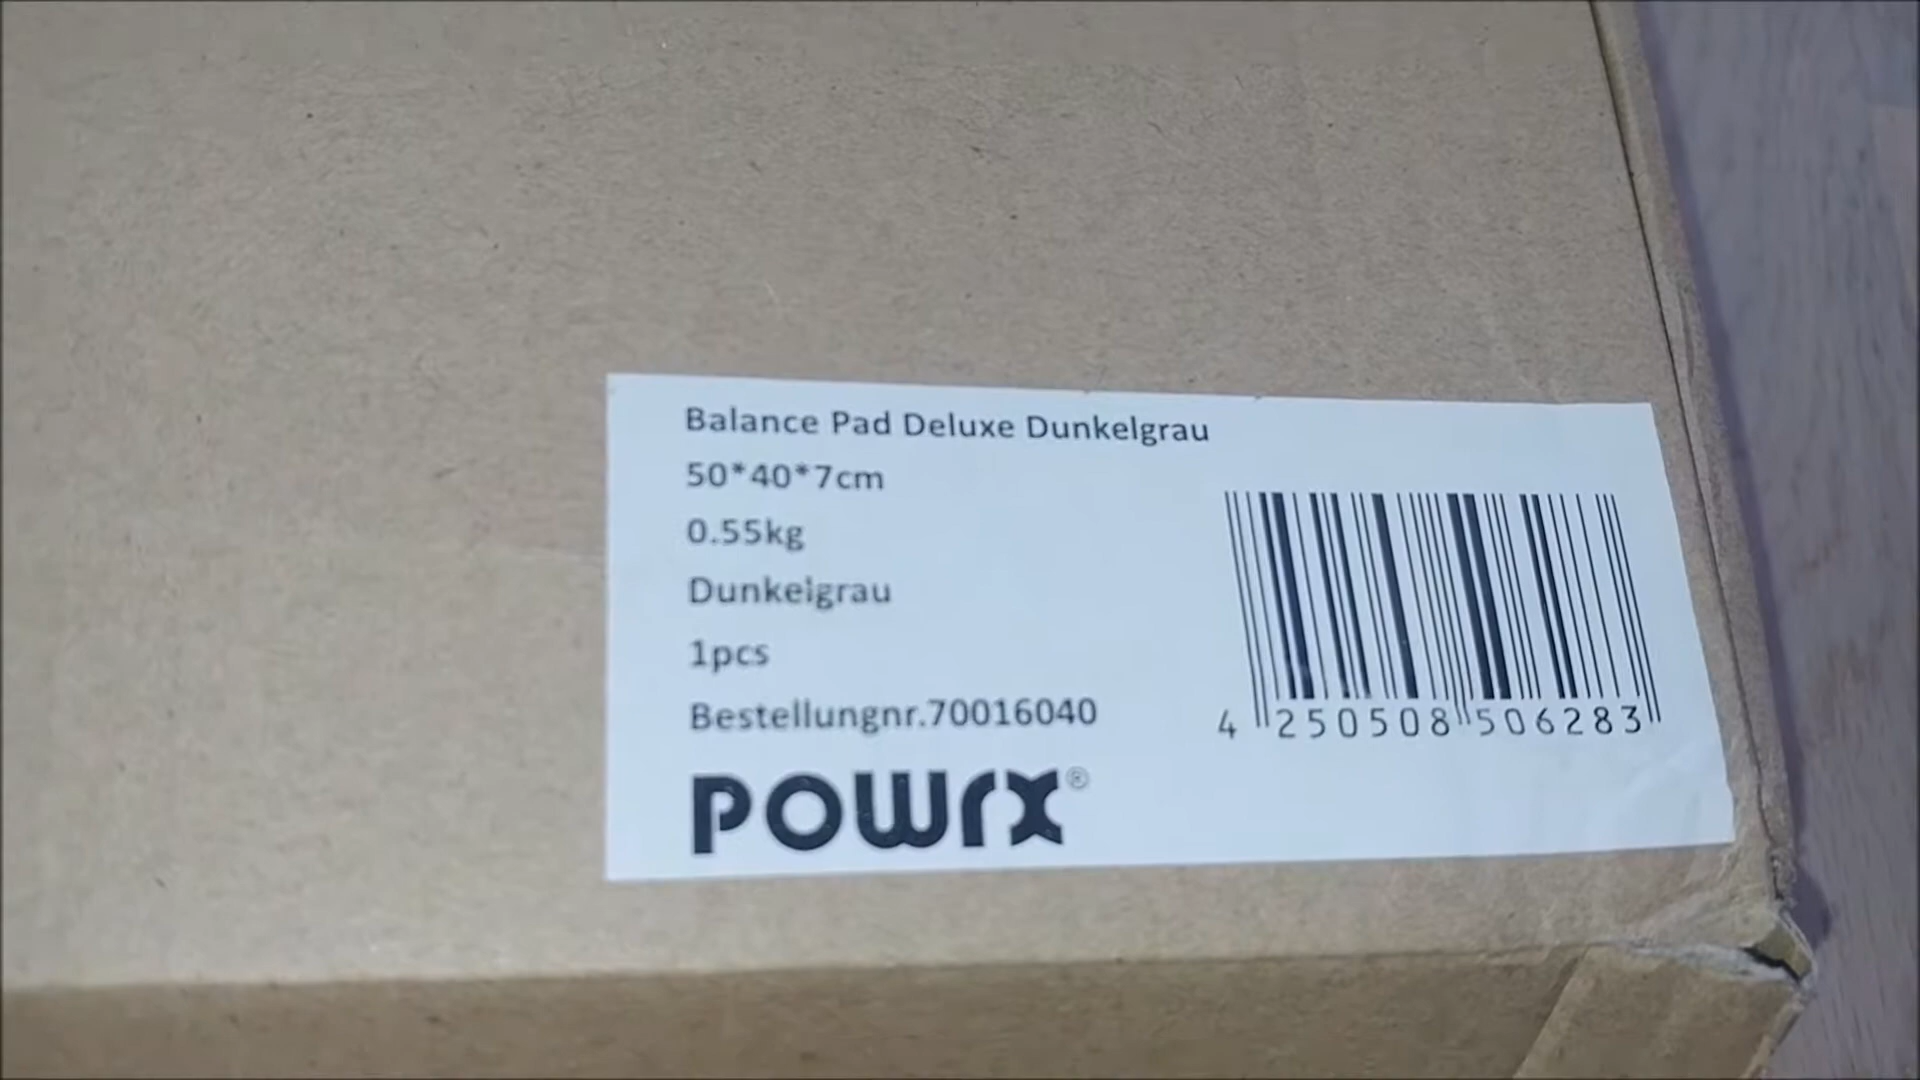 Balance Pad Deluxe Dunkelgrau
50*40*7cm
0.55kg
Dunkelgrau
1pcs
Bestellungnr.70016040
POWRX®
4 250508 506283